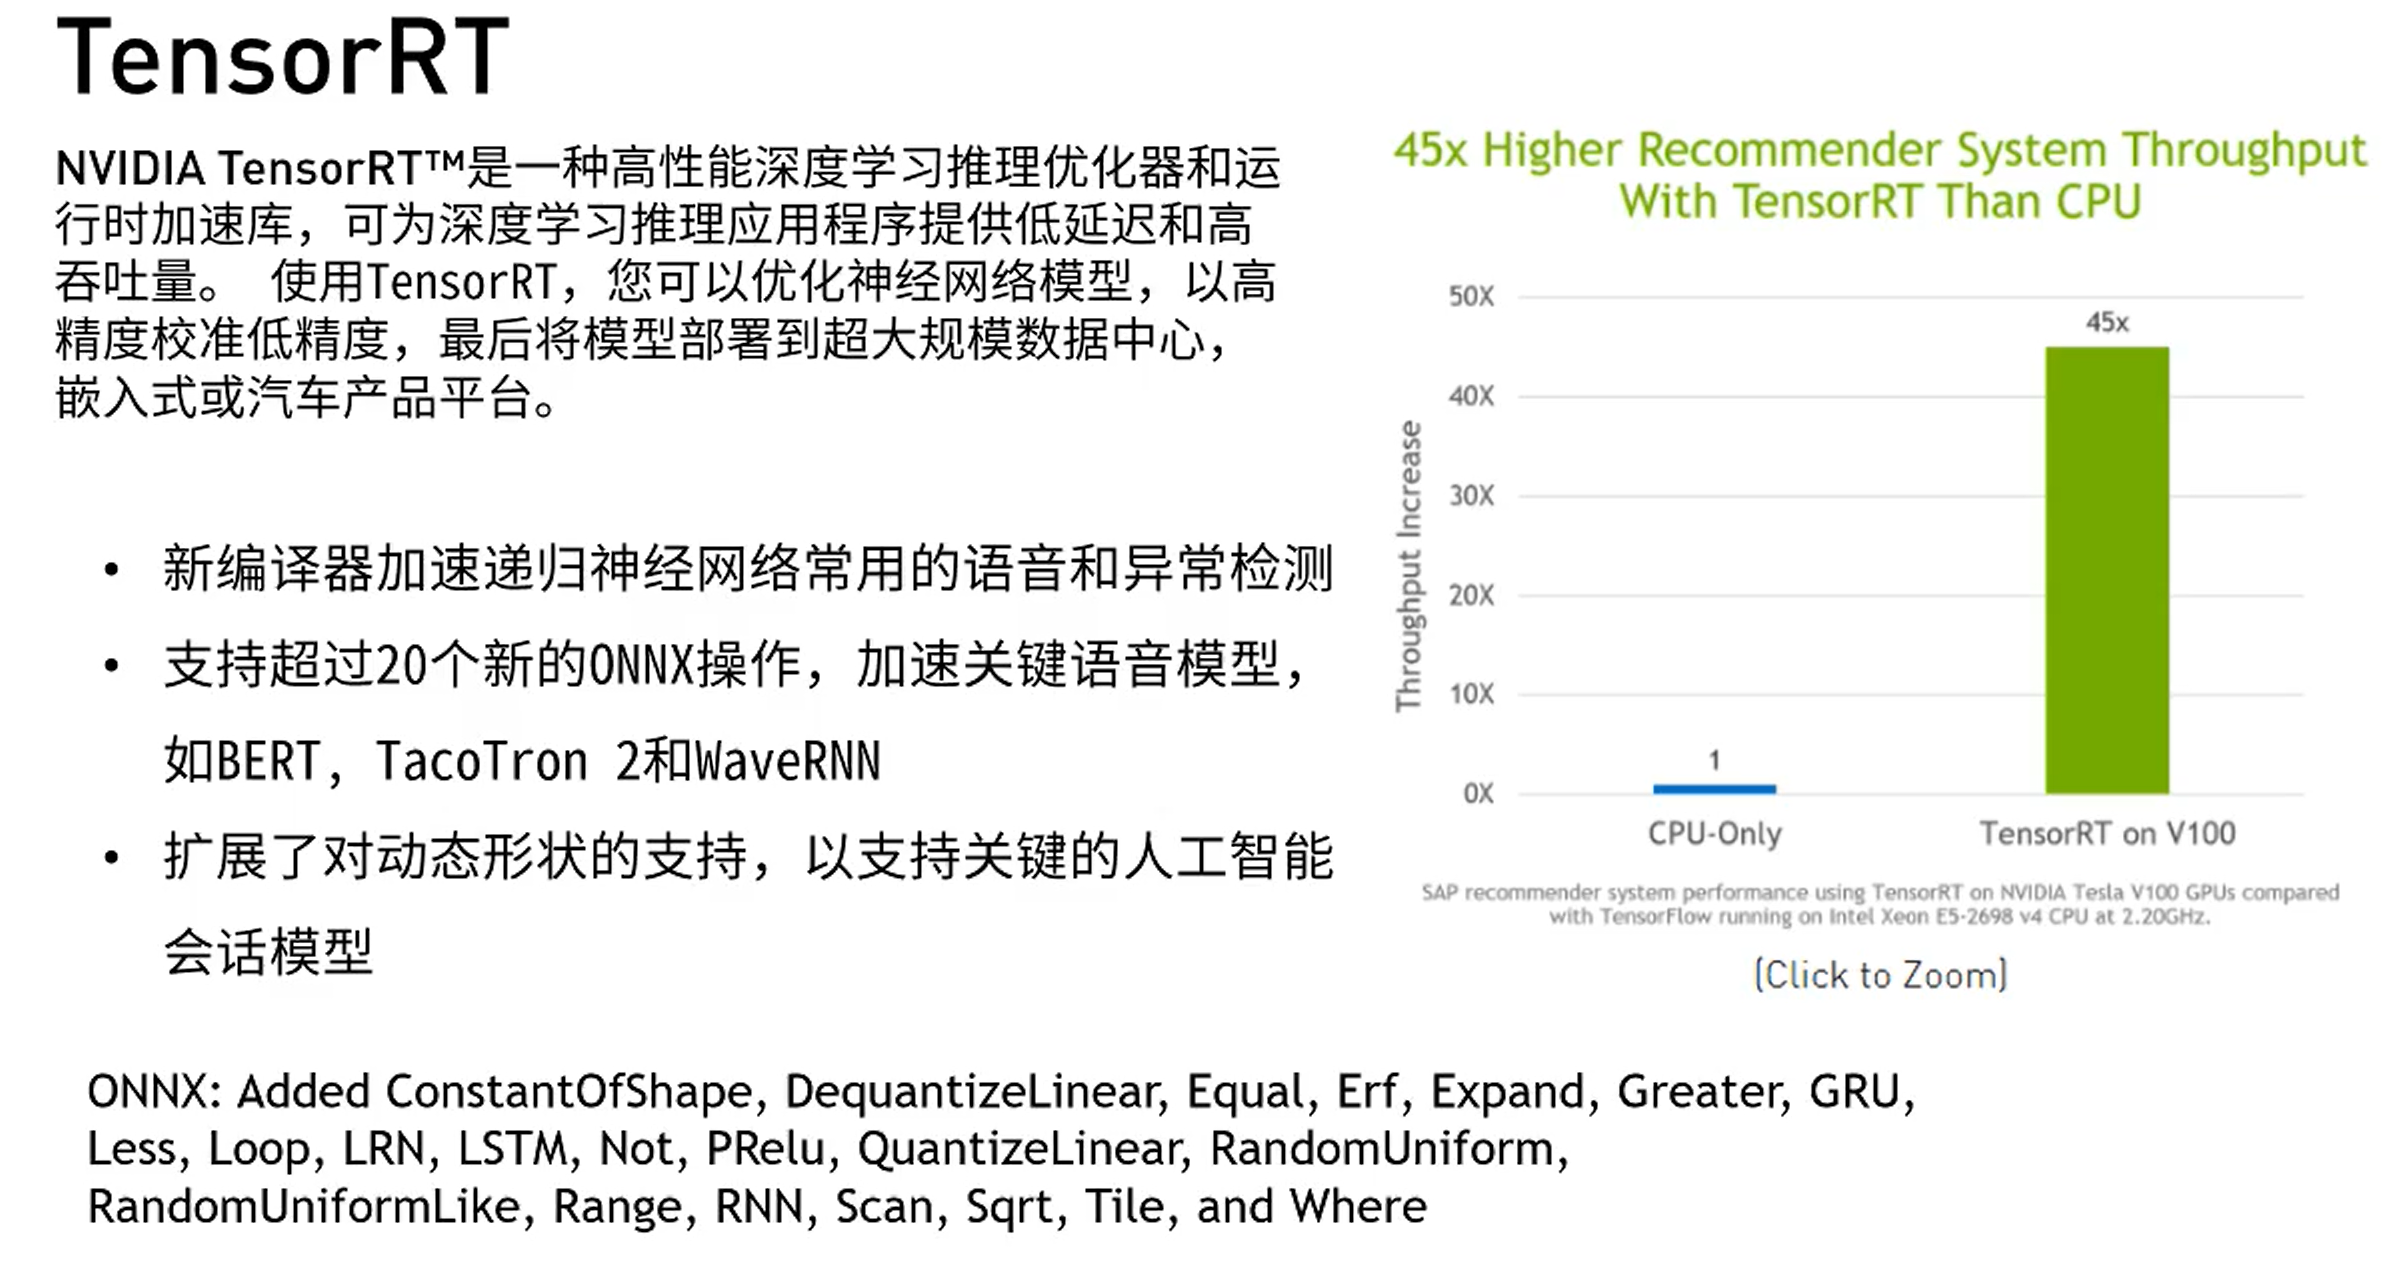 TensorRT
NVIDIA TensorRT™是一种高性能深度学习推理优化器和运
行时加速库，可为深度学习推理应用程序提供低延迟和高
吞吐量。 使用TensorRT，您可以优化神经网络模型，以高
精度校准低精度，最后将模型部署到超大规模数据中心，
嵌入式或汽车产品平台。
• 新编译器加速递归神经网络常用的语音和异常检测
• 支持超过20个新的ONNX操作，加速关键语音模型，
如BERT, TacoTron 2和WaveRNN
• 扩展了对动态形状的支持，以支持关键的人工智能
会话模型
45x Higher Recommender System Throughput
With TensorRT Than CPU
Throughput Increase
50X
40X
30X
20X
10X
0X
1
45x
CPU-Only
TensorRT on V100
SAP recommender system performance using TensorRT on NVIDIA Tesla V100 GPUs compared
with TensorFlow running on Intel Xeon E5-2698 v4 CPU at 2.20GHz.
(Click to Zoom)
ONNX: Added ConstantOfShape, DequantizeLinear, Equal, Erf, Expand, Greater, GRU,
Less, Loop, LRN, LSTM, Not, PRelu, QuantizeLinear, RandomUniform,
RandomUniformLike, Range, RNN, Scan, Sqrt, Tile, and Where